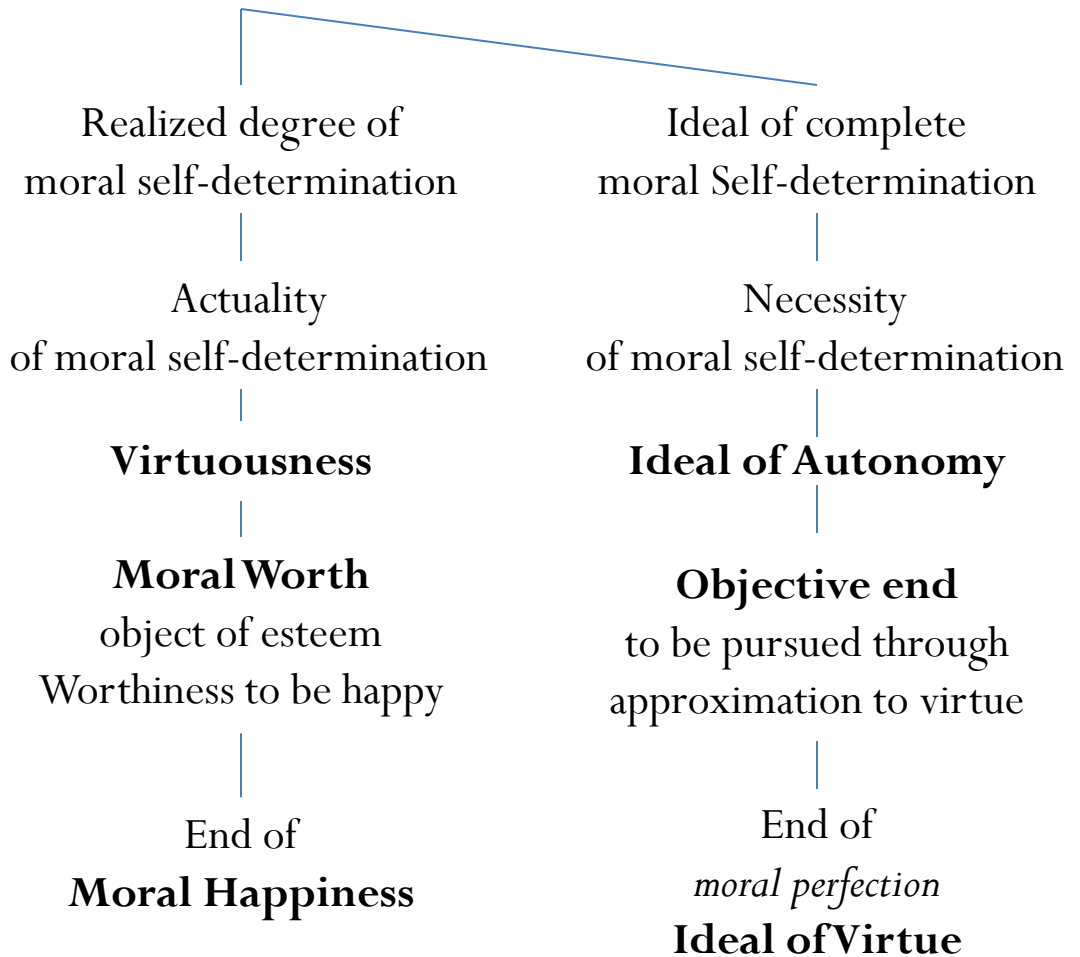 Realized degree of
moral self-determination
Actuality
of moral self-determination
Virtuousness
Moral Worth
object of esteem
Worthiness to be happy
End of
Moral Happiness
Ideal of complete
moral Self-determination
Necessity
of moral self-determination
Ideal of Autonomy
Objective end
to be pursued through
approximation to virtue
End of
moral perfection
Ideal of Virtue